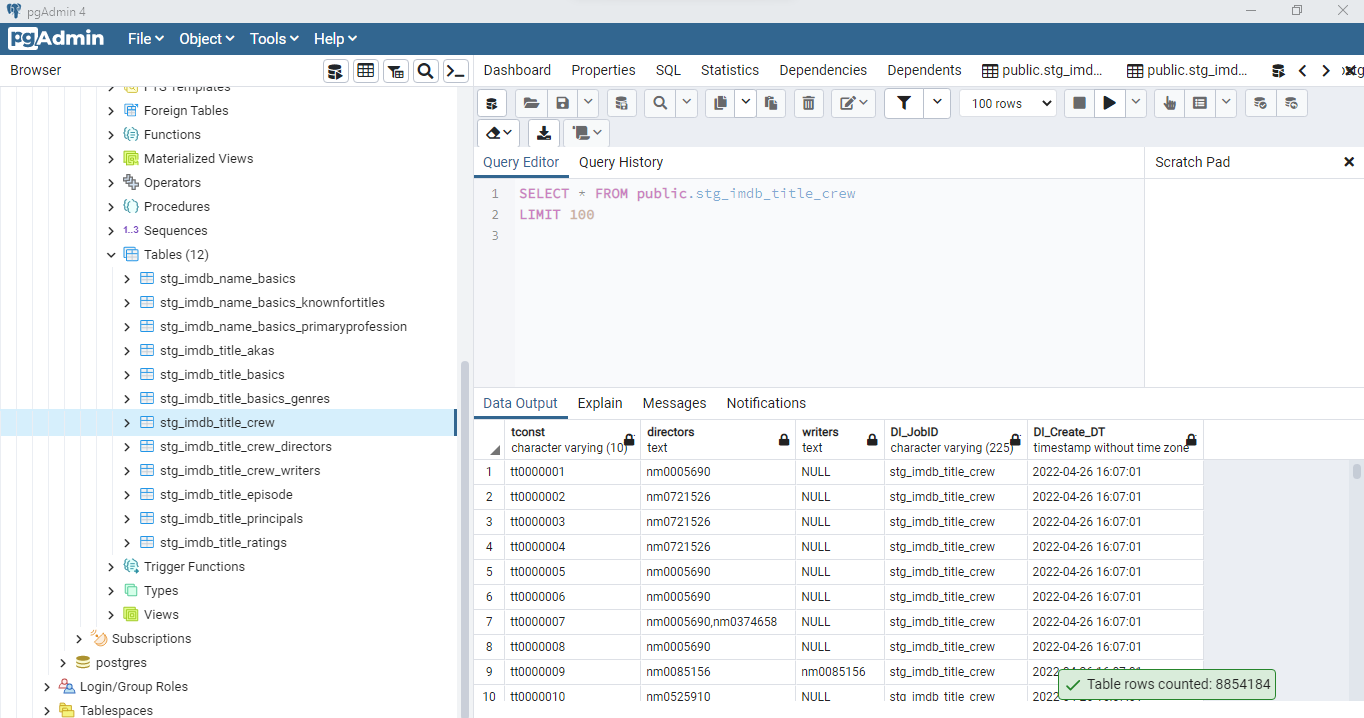 pgAdmin 4
pgAdmin File Object Tools Help
Browser
Dashboard Properties SQL Statistics Dependencies Dependents public.stg_imd... public.stg_imd...
FTS Templates
Foreign Tables
Functions
Materialized Views
Operators
Procedures
1..3 Sequences
Tables (12)
stg_imdb_name_basics
stg_imdb_name_basics_knownfortitles
stg_imdb_name_basics_primaryprofession
stg_imdb_title_akas
stg_imdb_title_basics
stg_imdb_title_basics_genres
stg_imdb_title_crew
stg_imdb_title_crew_directors
stg_imdb_title_crew_writers
stg_imdb_title_episode
stg_imdb_title_principals
stg_imdb_title_ratings
Trigger Functions
Types
Views
Subscriptions
postgres
Login/Group Roles
Tablespaces
100 rows
Query Editor Query History
Scratch Pad
1 SELECT * FROM public.stg_imdb_title_crew
2 LIMIT 100
3
Data Output Explain Messages Notifications
tconst directors writers DI_JobID DI_Create_DT
character varying (10) text text character varying (225) timestamp without time zone
1 tt0000001 nm0005690 NULL stg_imdb_title_crew 2022-04-26 16:07:01
2 tt0000002 nm0721526 NULL stg_imdb_title_crew 2022-04-26 16:07:01
3 tt0000003 nm0721526 NULL stg_imdb_title_crew 2022-04-26 16:07:01
4 tt0000004 nm0721526 NULL stg_imdb_title_crew 2022-04-26 16:07:01
5 tt0000005 nm0005690 NULL stg_imdb_title_crew 2022-04-26 16:07:01
6 tt0000006 nm0005690 NULL stg_imdb_title_crew 2022-04-26 16:07:01
7 tt0000007 nm0005690,nm0374658 NULL stg_imdb_title_crew 2022-04-26 16:07:01
8 tt0000008 nm0005690 NULL stg_imdb_title_crew 2022-04-26 16:07:01
9 tt0000009 nm0085156 nm0085156 stg_imdb_title_crew 2022-04-26 16:07:01
10 tt0000010 nm0525910 NULL stg_imdb_title_crew
Table rows counted: 8854184